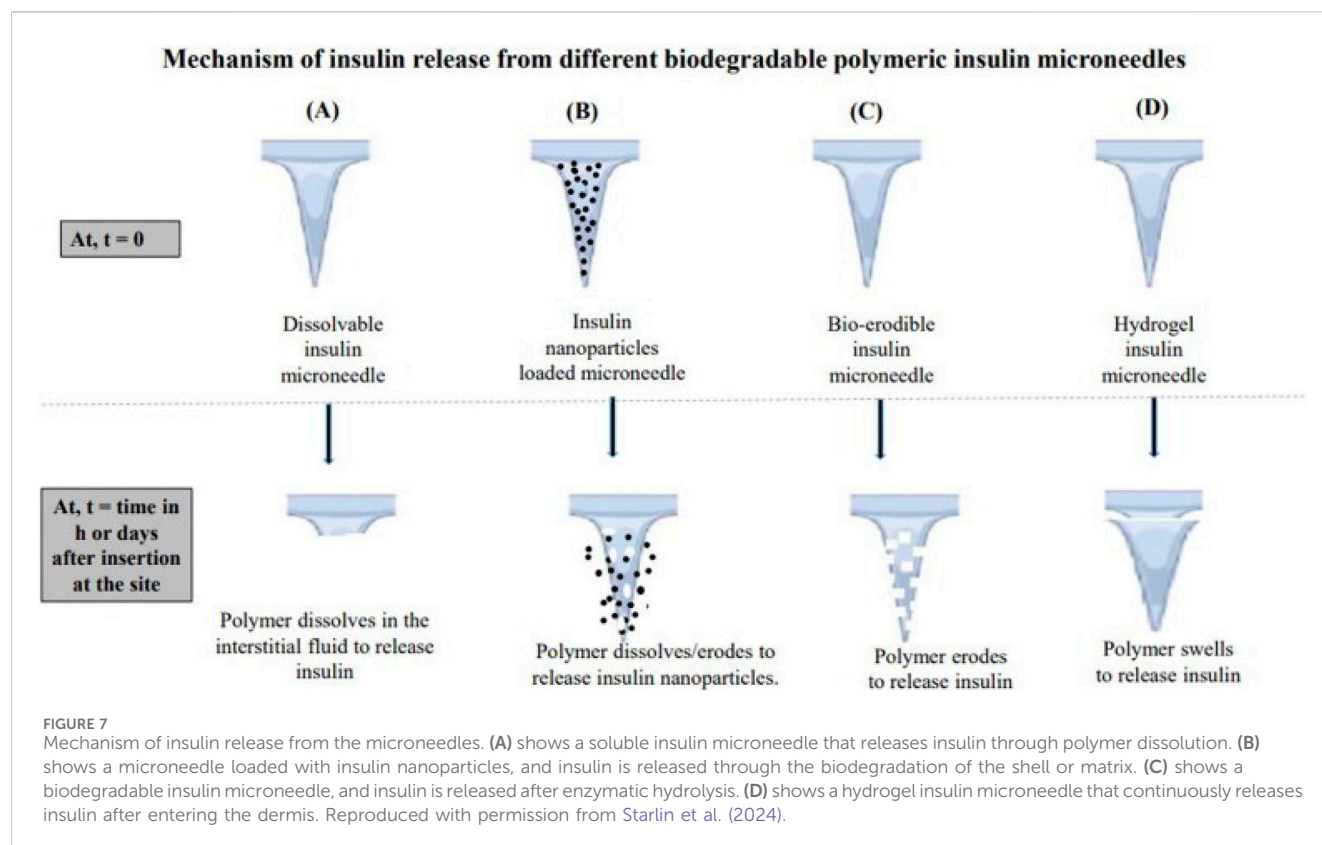 Mechanism of insulin release from different biodegradable polymeric insulin microneedles
(A)
(B)
(C)
(D)
At, t = 0
Dissolvable
insulin
microneedle
Insulin
nanoparticles
loaded microneedle
Bio-erodible
insulin
microneedle
Hydrogel
insulin
microneedle
At, t = time in
h or days
after insertion
at the site
Polymer dissolves in the
interstitial fluid to release
insulin
Polymer dissolves/erodes to
release insulin nanoparticles.
Polymer erodes
to release insulin
Polymer swells
to release insulin
FIGURE 7
Mechanism of insulin release from the microneedles. (A) shows a soluble insulin microneedle that releases insulin through polymer dissolution. (B)
shows a microneedle loaded with insulin nanoparticles, and insulin is released through the biodegradation of the shell or matrix. (C) shows a
biodegradable insulin microneedle, and insulin is released after enzymatic hydrolysis. (D) shows a hydrogel insulin microneedle that continuously releases
insulin after entering the dermis. Reproduced with permission from Starlin et al. (2024).